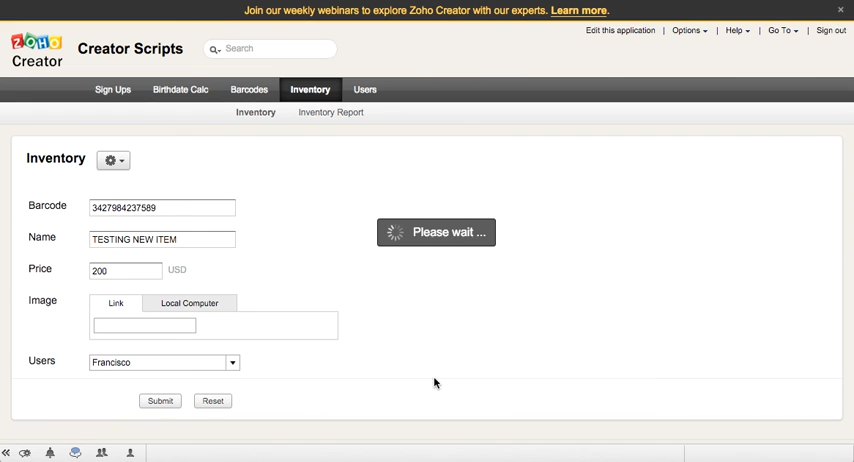 Join our weekly webinars to explore Zoho Creator with our experts. Learn more.
ZOHO Creator
Creator Scripts
Search
Edit this application | Options | Help | Go To | Sign out
Sign Ups Birthdate Calc Barcodes Inventory Users
Inventory Inventory Report
Inventory
Barcode 3427984237589
Please wait ...
Name TESTING NEW ITEM
Price 200 USD
Image Link Local Computer
Users Francisco
Submit Reset